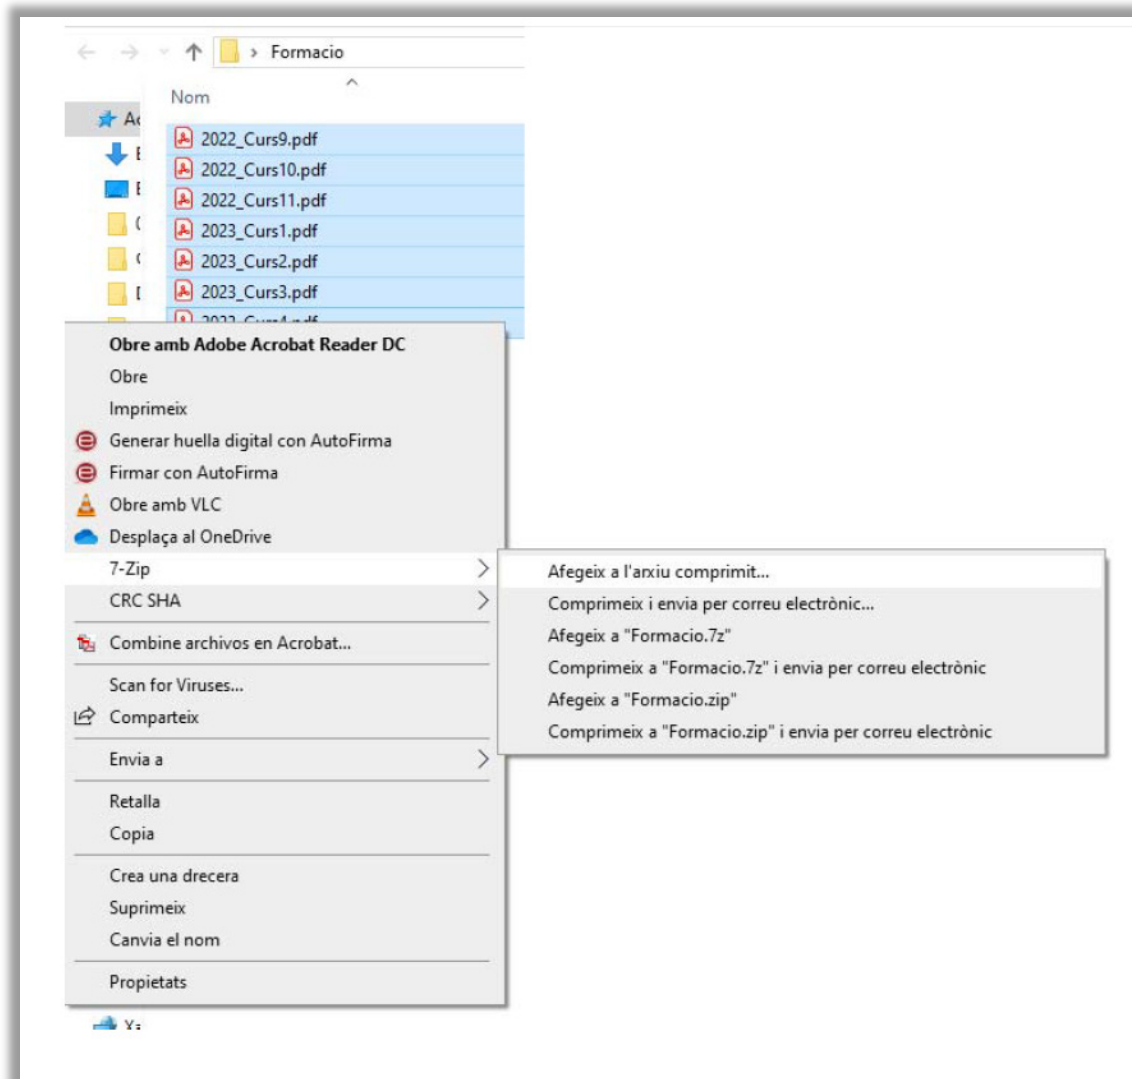 Formacio
Nom
2022_Curs9.pdf
2022_Curs10.pdf
2022_Curs11.pdf
2023_Curs1.pdf
2023_Curs2.pdf
2023_Curs3.pdf
Obre amb Adobe Acrobat Reader DC
Obre
Imprimeix
Generar huella digital con AutoFirma
Firmar con AutoFirma
Obre amb VLC
Desplaça al OneDrive
7-Zip
CRC SHA
Combine archivos en Acrobat...
Scan for Viruses...
Comparteix
Envia a
Retalla
Copia
Crea una drecera
Suprimeix
Canvia el nom
Propietats
Afegeix a l'arxiu comprimit...
Comprimeix i envia per correu electrònic...
Afegeix a "Formacio.7z"
Comprimeix a "Formacio.7z" i envia per correu electrònic
Afegeix a "Formacio.zip"
Comprimeix a "Formacio.zip" i envia per correu electrònic